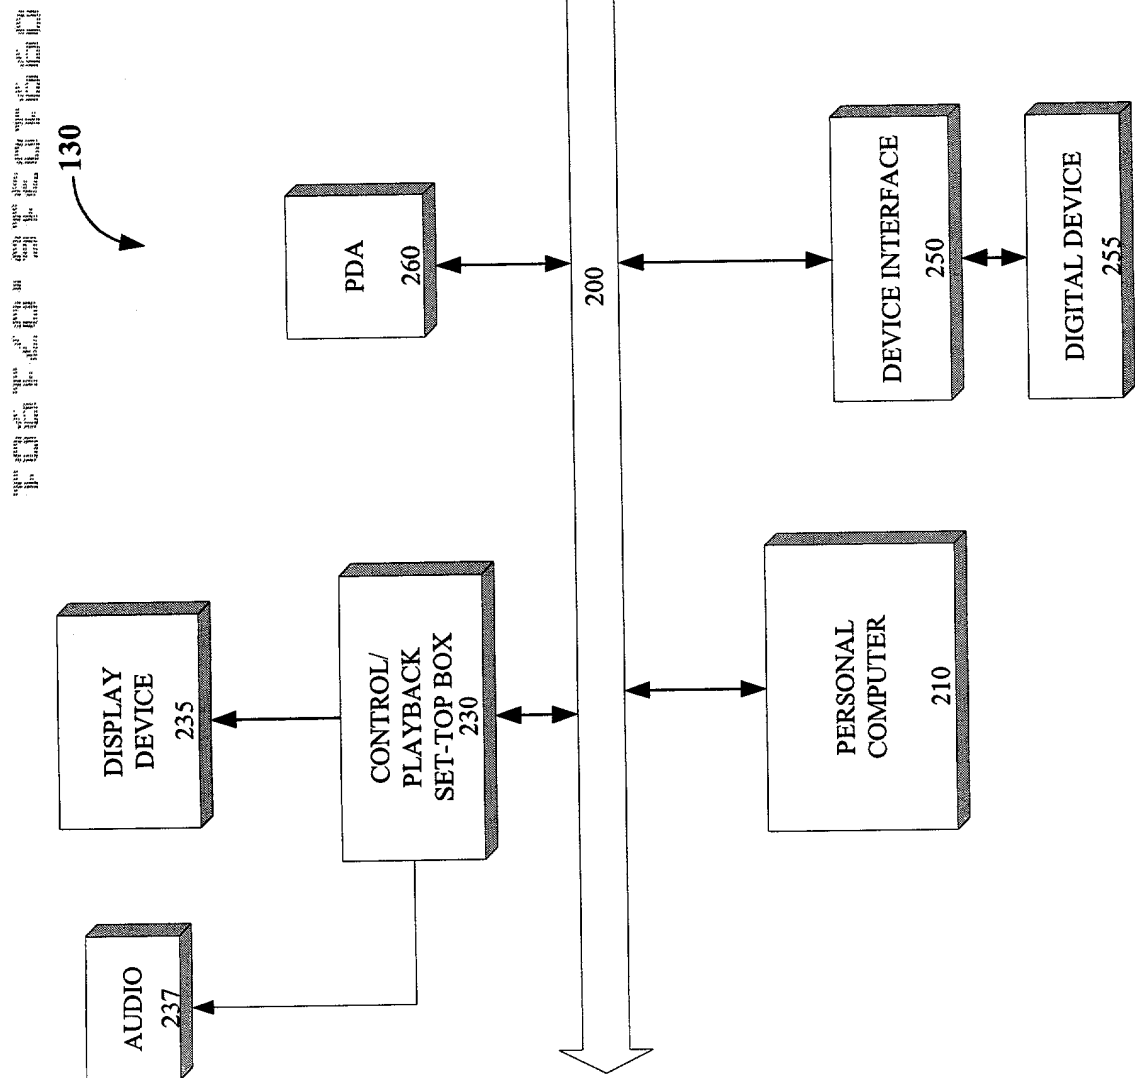 130
AUDIO
237
DISPLAY
DEVICE
235
CONTROL/
PLAYBACK
SET-TOP BOX
230
PDA
260
200
PERSONAL
COMPUTER
210
DEVICE INTERFACE
250
DIGITAL DEVICE
255